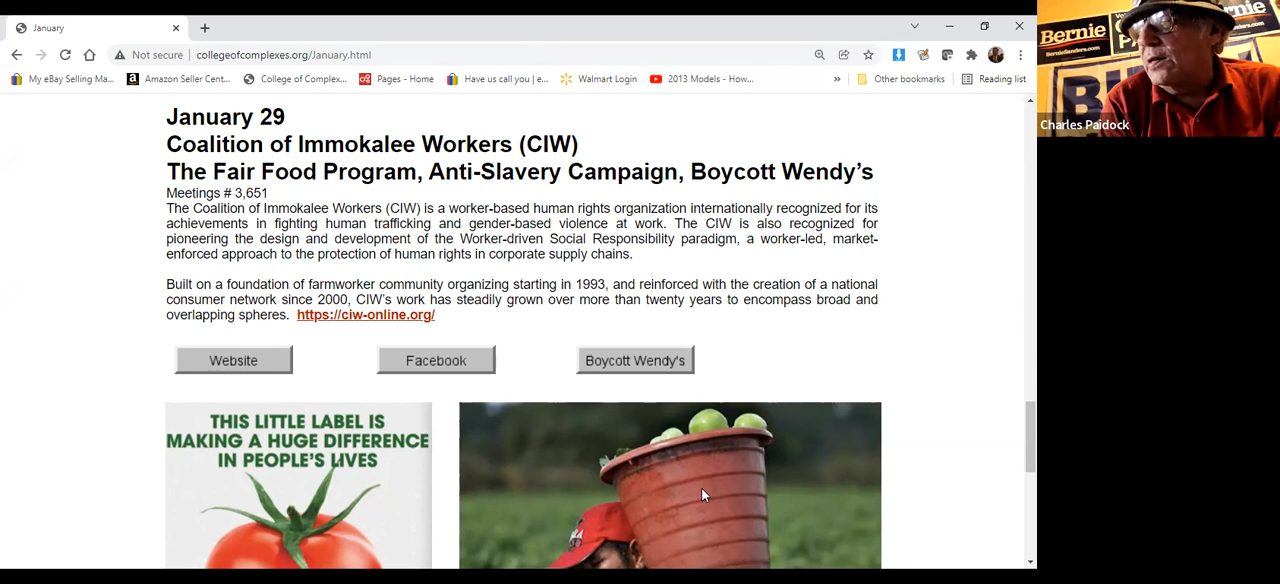 January
Not secure
collegeofcomplexes.org/January.html
My eBay Selling Ma...
Amazon Seller Cent...
College of Complex...
Pages - Home
Have us call you | e...
Walmart Login
2013 Models - How...
»
Other bookmarks
Reading list
January 29
Coalition of Immokalee Workers (CIW)
The Fair Food Program, Anti-Slavery Campaign, Boycott Wendy's
Meetings # 3,651
The Coalition of Immokalee Workers (CIW) is a worker-based human rights organization internationally recognized for its
achievements in fighting human trafficking and gender-based violence at work. The CIW is also recognized for
pioneering the design and development of the Worker-driven Social Responsibility paradigm, a worker-led, market-
enforced approach to the protection of human rights in corporate supply chains.
Built on a foundation of farmworker community organizing starting in 1993, and reinforced with the creation of a national
consumer network since 2000, CIW's work has steadily grown over more than twenty years to encompass broad and
overlapping spheres. https://ciw-online.org/
Website
Facebook
Boycott Wendy's
THIS LITTLE LABEL IS
MAKING A HUGE DIFFERENCE
IN PEOPLE'S LIVES
Bernie
BernieSanders.com
Charles Paidock